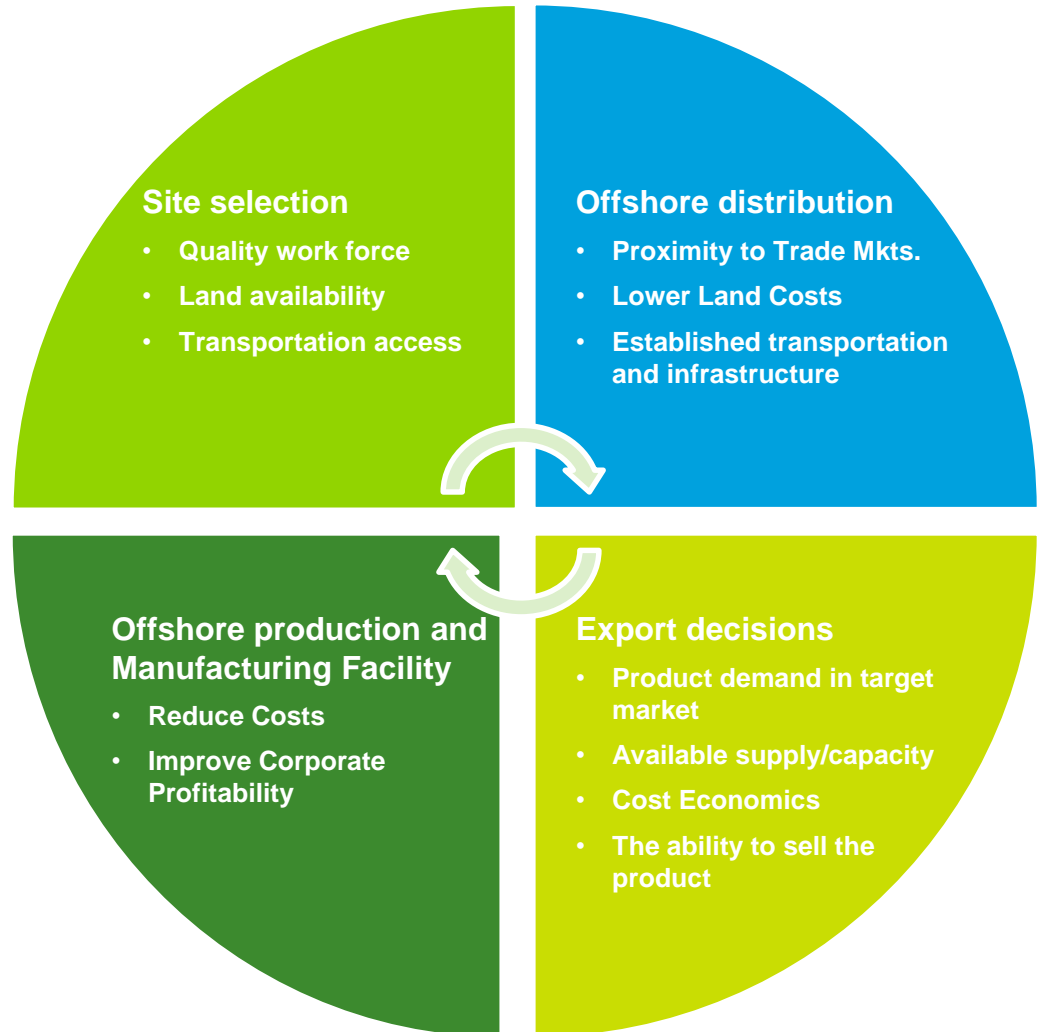 Site selection
• Quality work force
• Land availability
• Transportation access
Offshore distribution
• Proximity to Trade Mkts.
• Lower Land Costs
• Established transportation
and infrastructure
Offshore production and
Manufacturing Facility
• Reduce Costs
• Improve Corporate
Profitability
Export decisions
• Product demand in target
market
• Available supply/capacity
• Cost Economics
• The ability to sell the
product